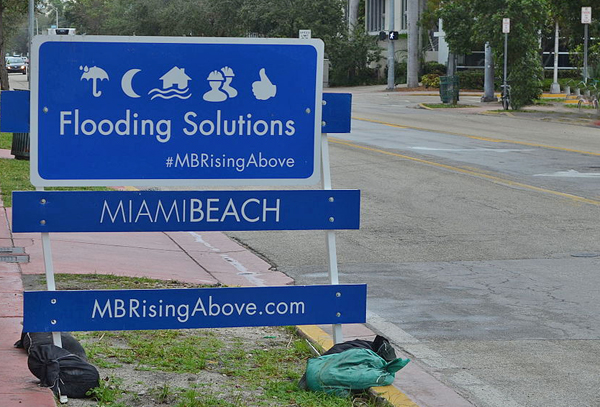 Flooding Solutions
#MBRisingAbove
MIAMIBEACH
MBRisingAbove.com